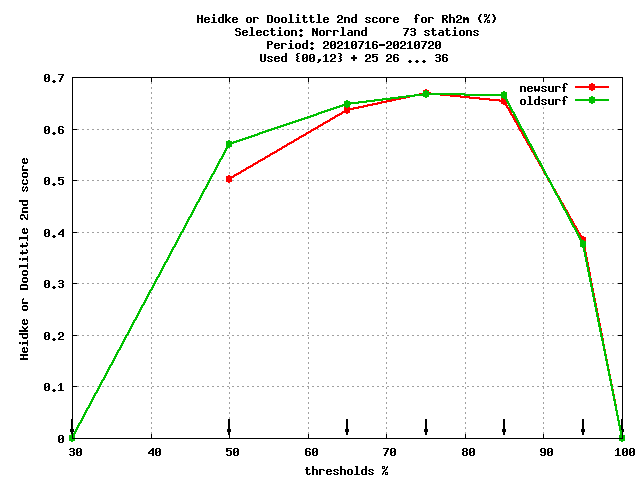 Heidke or Doolittle 2nd score  for Rh2m (%)
Selection: Norrland     73 stations
Period: 20210716-20210720
Used {00,12} + 25 26 ... 36
newsurf
oldsurf
Heidke or Doolittle 2nd score
0.7
0.6
0.5
0.4
0.3
0.2
0.1
0
30 40 50 60 70 80 90 100
thresholds %